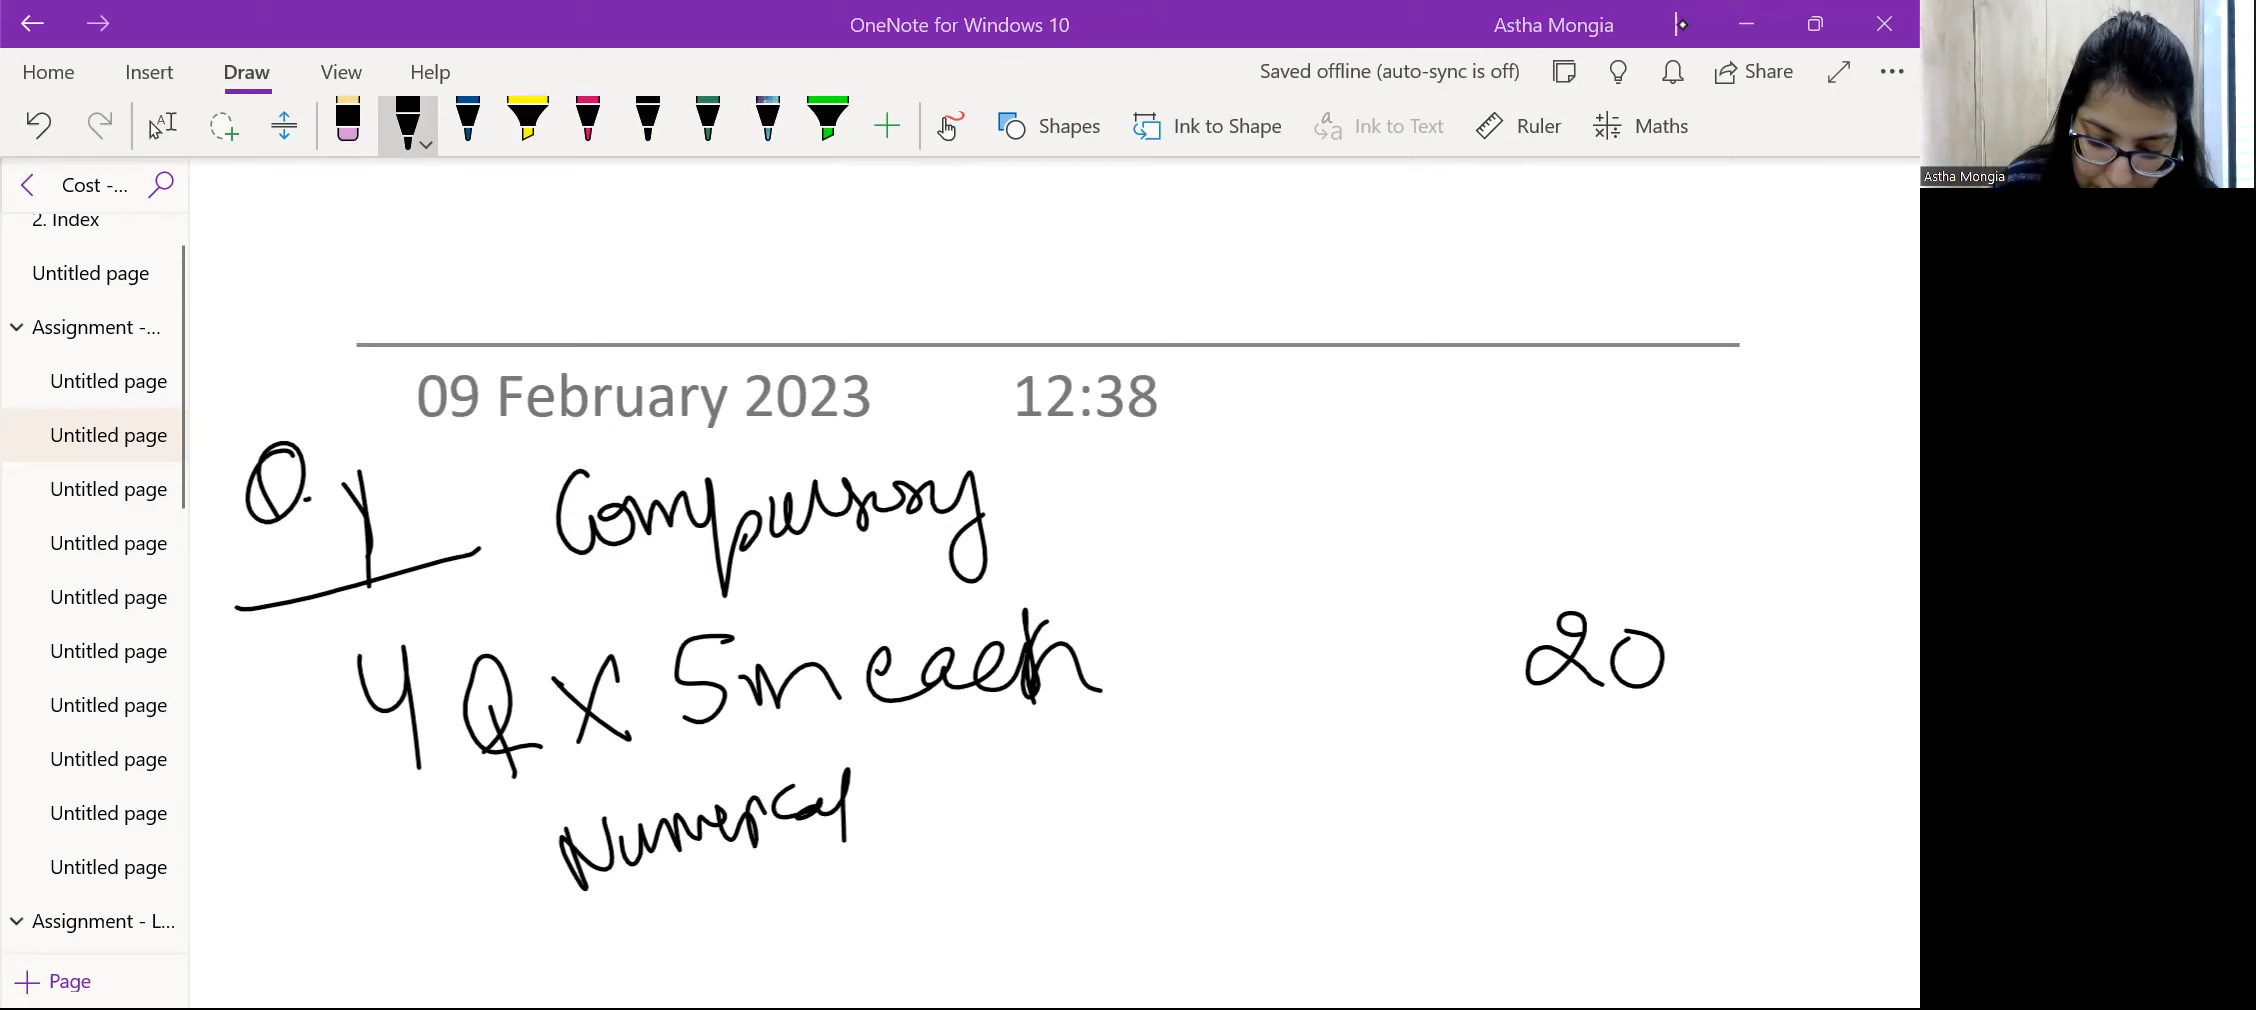 OneNote for Windows 10
Astha Mongia
Home Insert Draw View Help
Saved offline (auto-sync is off) Share
Shapes Ink to Shape Ink to Text Ruler Maths
Astha Mongia
Cost -...
2. Index
Untitled page
Assignment -...
Untitled page
Untitled page
Untitled page
Untitled page
Untitled page
Untitled page
Untitled page
Untitled page
Untitled page
Untitled page
Assignment - L...
Page
09 February 2023 12:38
Q.1 Compulsory
4 Q X 5m each 20
Numerical